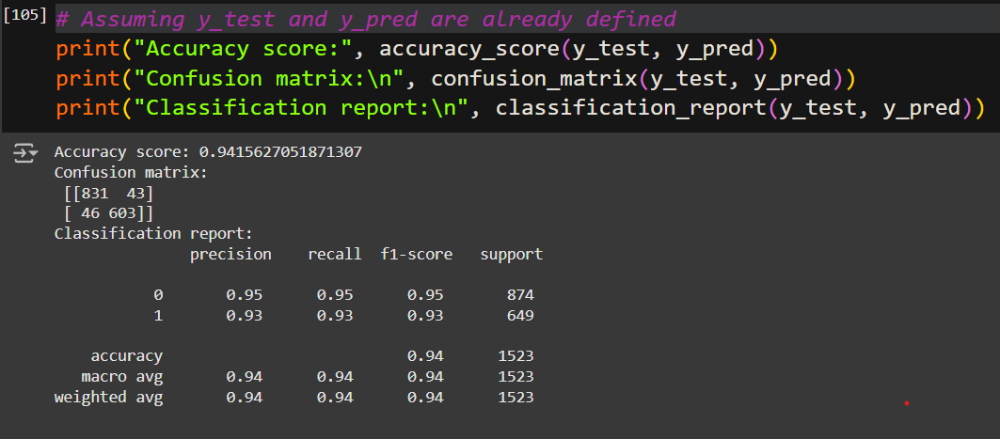 [105] # Assuming y_test and y_pred are already defined
print("Accuracy score:", accuracy_score(y_test, y_pred))
print("Confusion matrix:\n", confusion_matrix(y_test, y_pred))
print("Classification report:\n", classification_report(y_test, y_pred))
Accuracy score: 0.9415627051871307
Confusion matrix:
[[831  43]
[ 46 603]]
Classification report:
precision recall f1-score support
0 0.95 0.95 0.95 874
1 0.93 0.93 0.93 649
accuracy 0.94 1523
macro avg 0.94 0.94 0.94 1523
weighted avg 0.94 0.94 0.94 1523